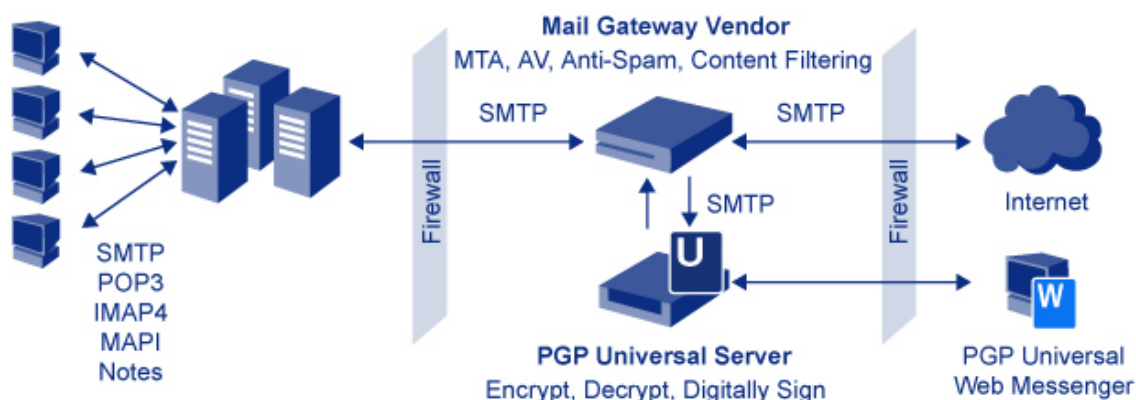 Mail Gateway Vendor
MTA, AV, Anti-Spam, Content Filtering
SMTP
SMTP
Firewall
Firewall
Internet
SMTP
SMTP
POP3
IMAP4
MAPI
Notes
U
W
PGP Universal Server
Encrypt, Decrypt, Digitally Sign
PGP Universal
Web Messenger